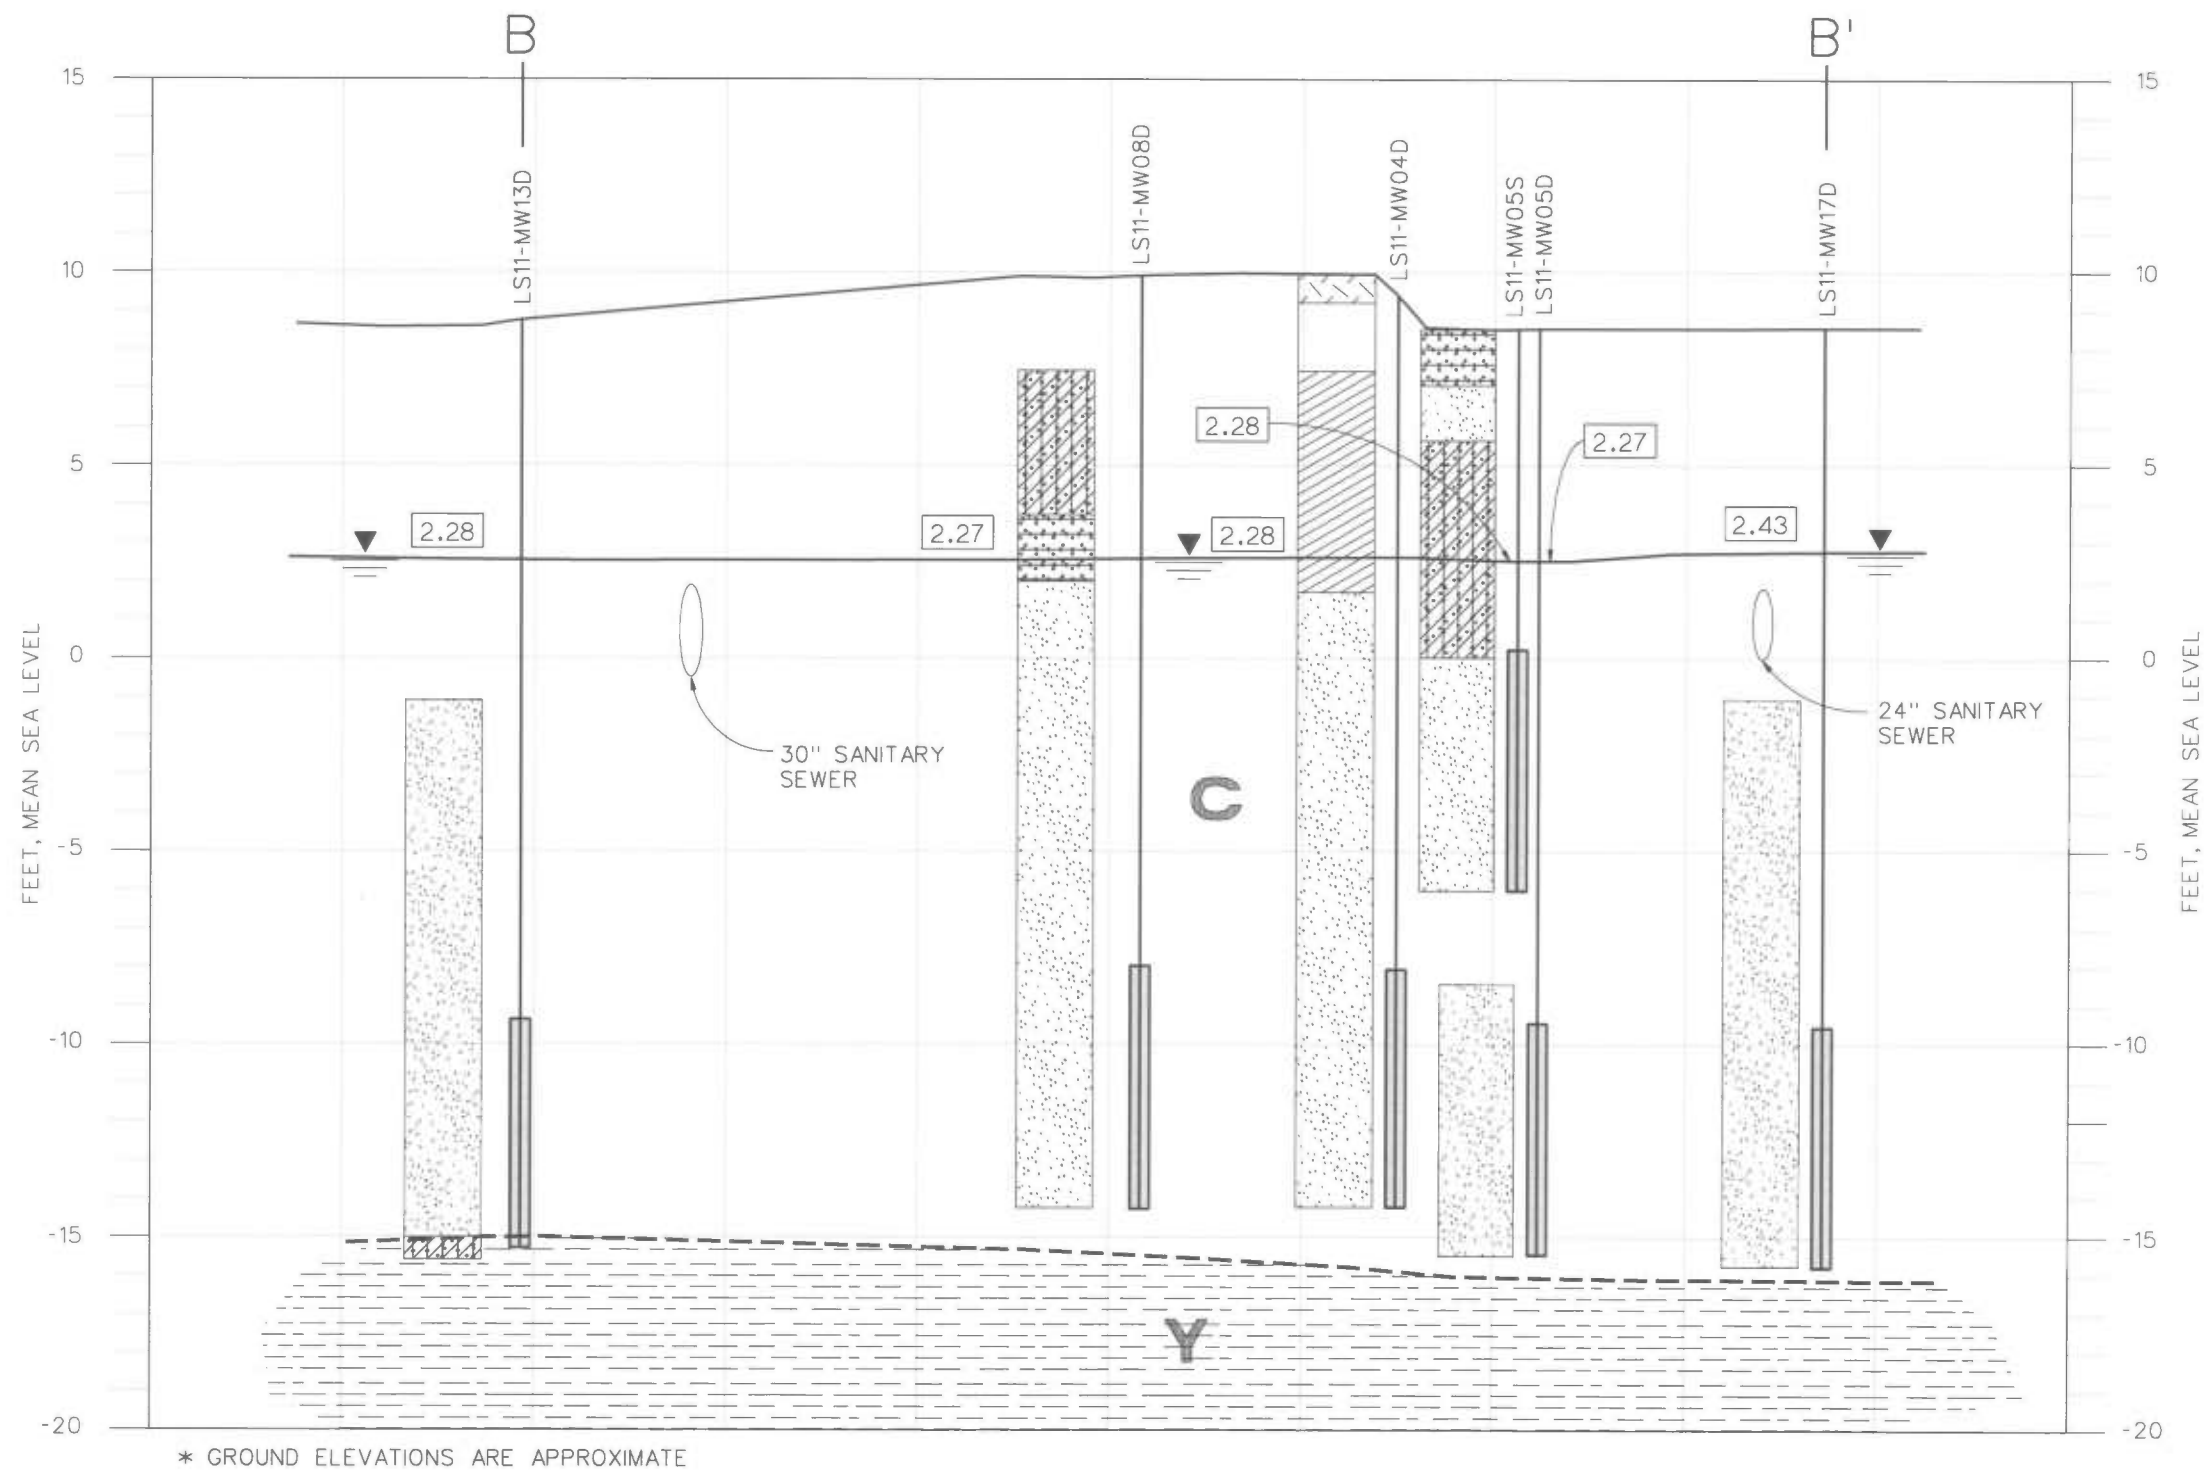 B
B'
15
15
LS11-MW13D
LS11-MW08D
LS11-MW04D
LS11-MW05S
LS11-MW05D
LS11-MW17D
10
10
5
5
2.28
2.27
2.28
2.27
2.28
2.43
0
0
FEET, MEAN SEA LEVEL
FEET, MEAN SEA LEVEL
30" SANITARY
SEWER
24" SANITARY
SEWER
C
-5
-5
-10
-10
-15
-15
Y
-20
-20
* GROUND ELEVATIONS ARE APPROXIMATE